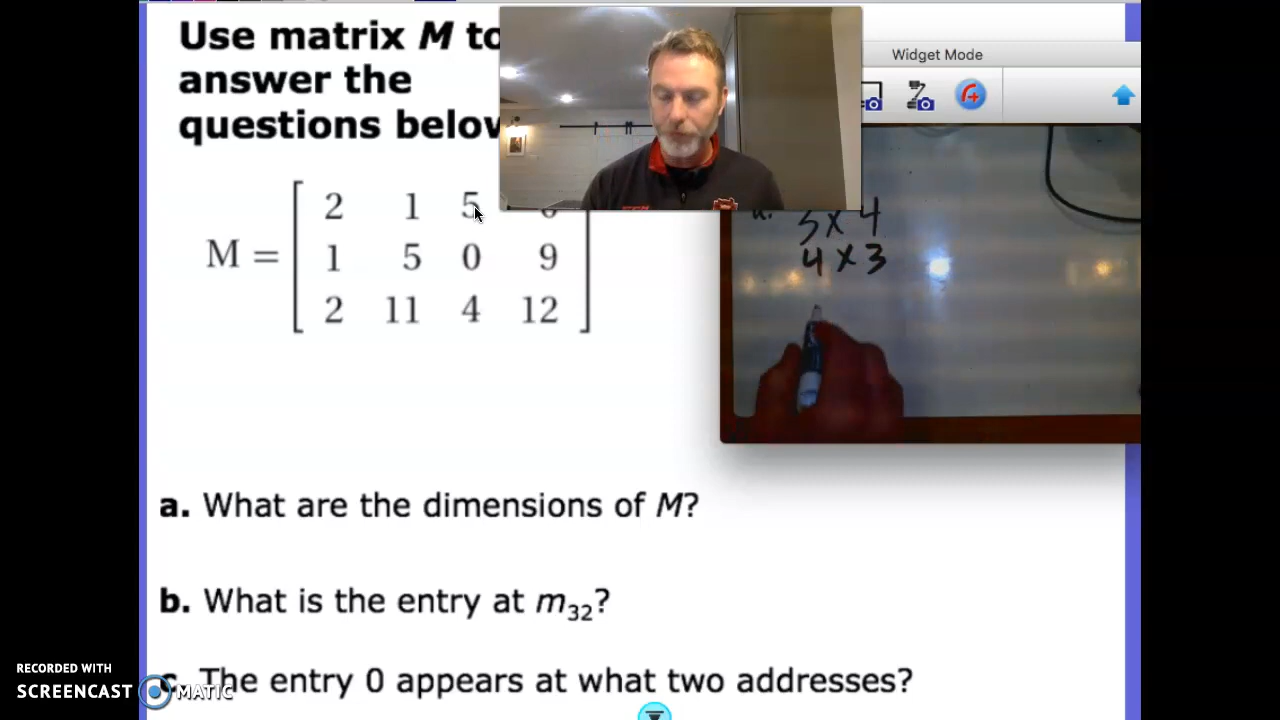 Use matrix M to
answer the
questions below
Widget Mode
M =
2 1 5
1 5 0 9
2 11 4 12
3 x 4
4 x 3
a. What are the dimensions of M?
b. What is the entry at m32?
c. The entry 0 appears at what two addresses?
RECORDED WITH
SCREENCAST MATIC